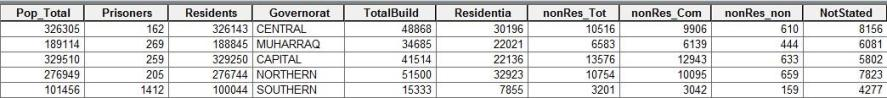 Pop_Total Prisoners Residents Governorat TotalBuild Residentia nonRes_Tot nonRes_Com nonRes_non NotStated
326305 162 326143 CENTRAL 48868 30196 10516 9906 610 8156
189114 269 188845 MUHARRAQ 34685 22021 6583 6139 444 6081
329510 259 329250 CAPITAL 41514 22136 13576 12943 633 5802
276949 205 276744 NORTHERN 51500 32923 10754 10095 659 7823
101456 1412 100044 SOUTHERN 15333 7855 3201 3042 159 4277